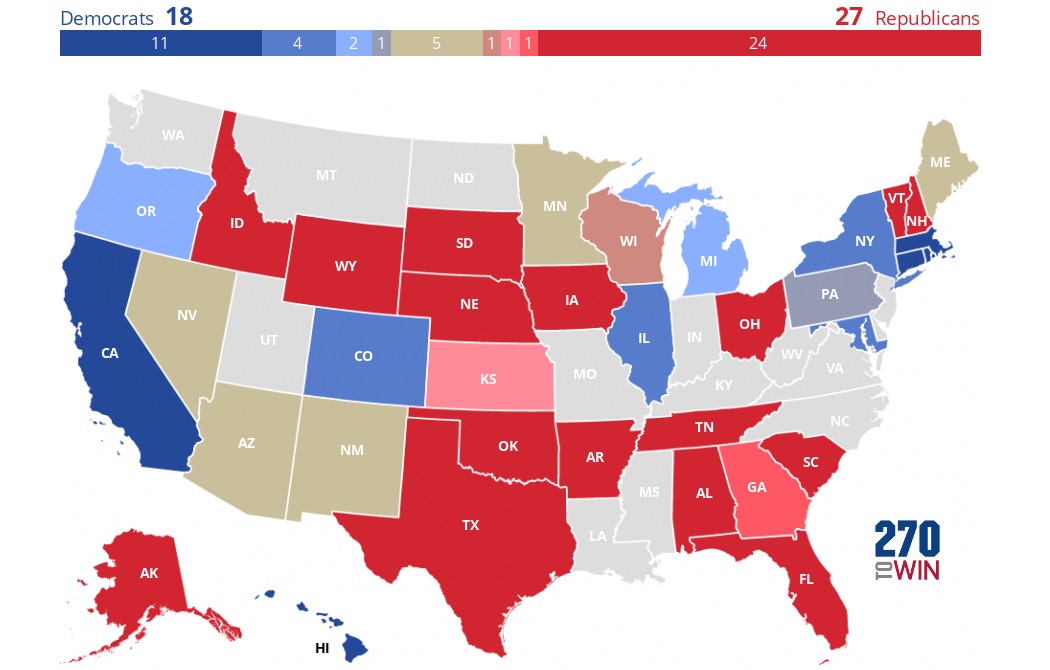 Democrats 18
27 Republicans
11 4 2 1 5 1 1 1 24
WA
MT
ND
MN
ME
OR
ID
SD
WI
VT
NH
WY
MI
NY
NV
NE
IA
PA
UT
CO
IL
IN
OH
CA
KS
MO
KY
WV
VA
AZ
NM
OK
AR
TN
NC
TX
LA
MS
AL
GA
SC
FL
AK
HI
270
TO WIN